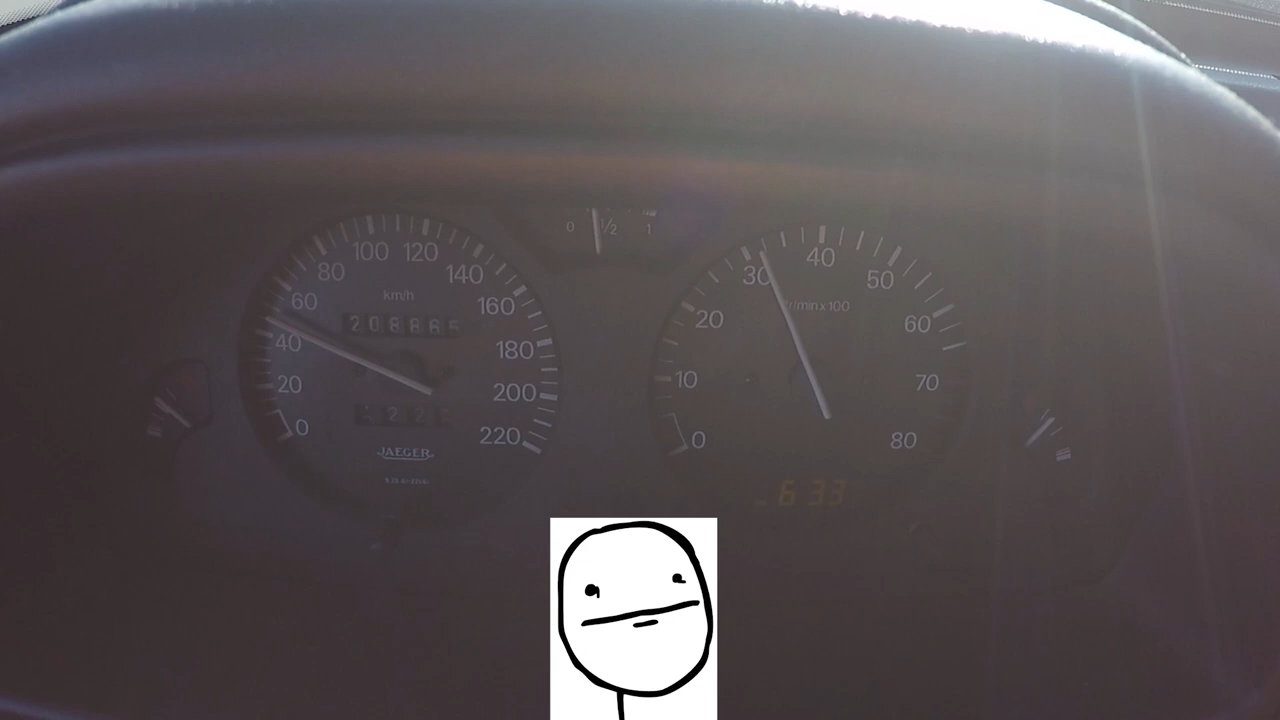 0 ½ 1
0 20 40 60 80 100 120 140 160 180 200 220
km/h
JAEGER
0 10 20 30 40 50 60 70 80
r/min x 100